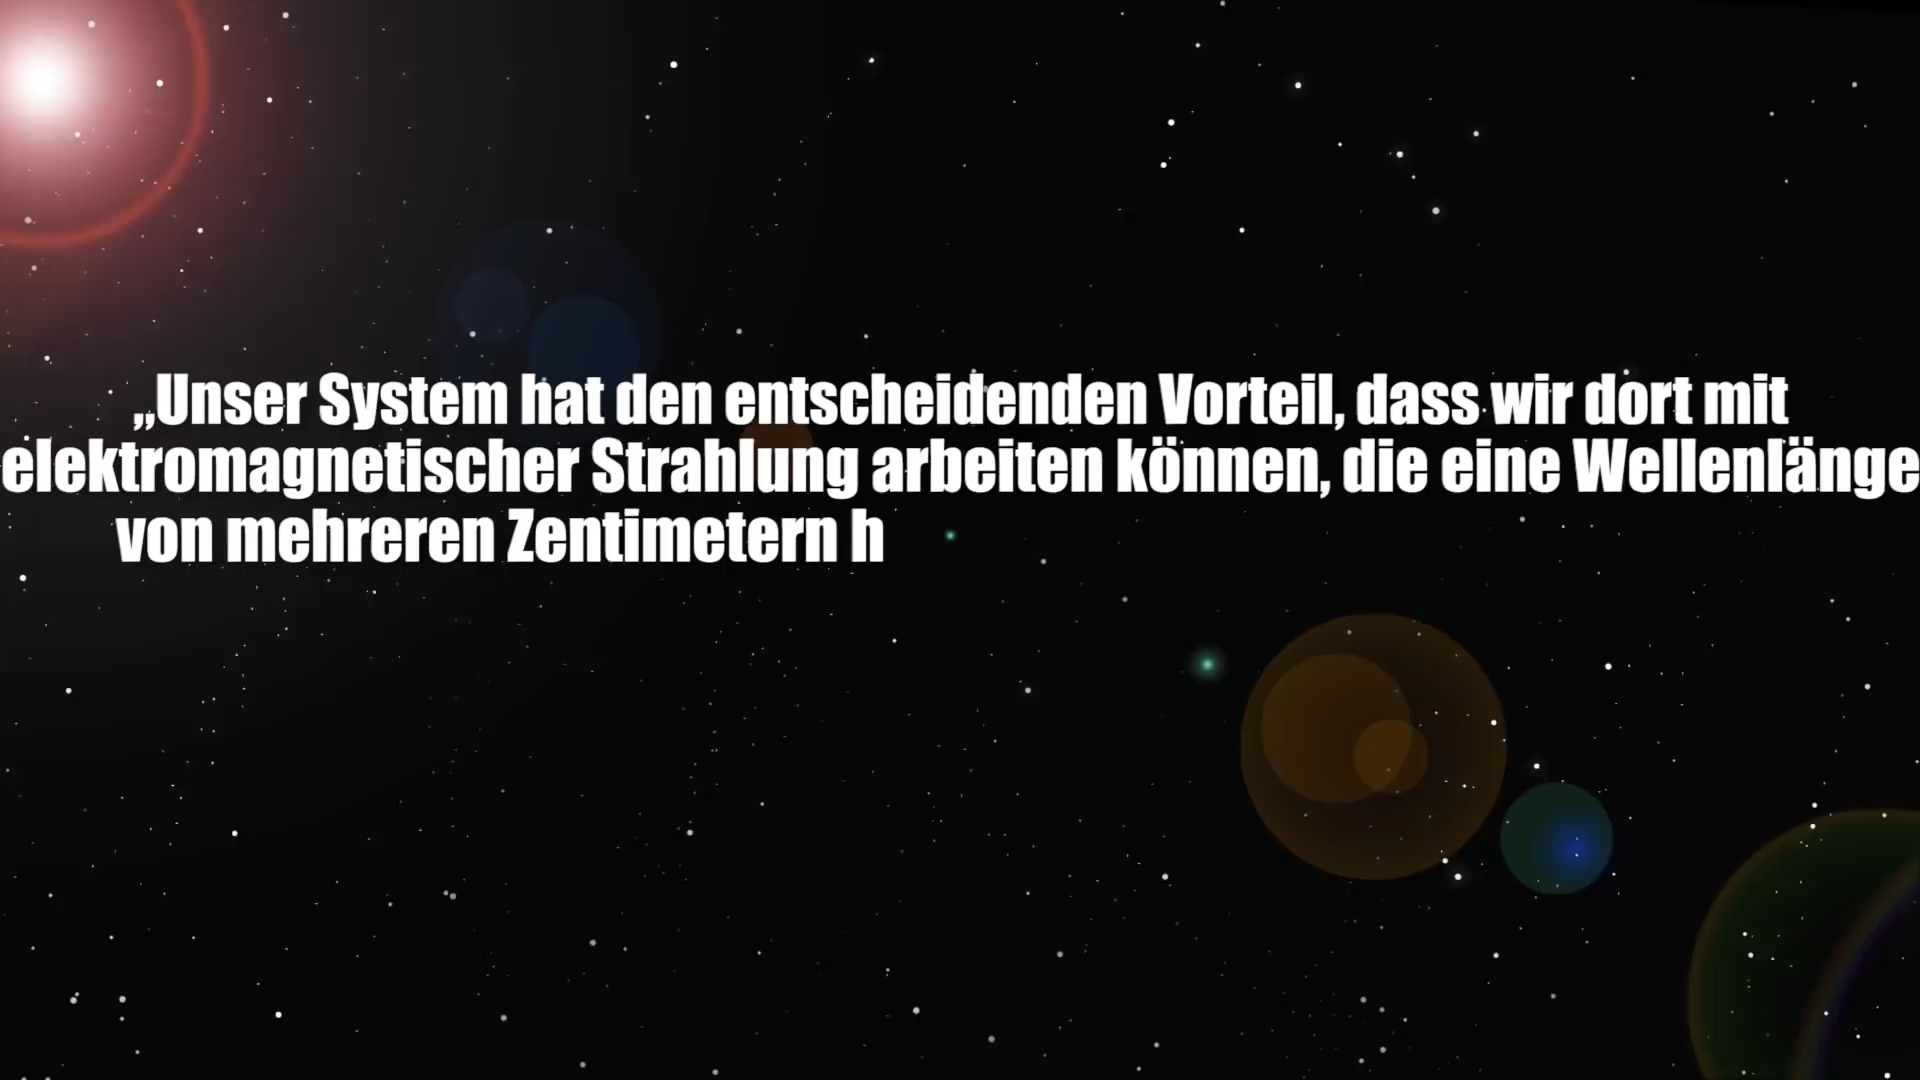 „Unser System hat den entscheidenden Vorteil, dass wir dort mit
elektromagnetischer Strahlung arbeiten können, die eine Wellenlänge
von mehreren Zentimetern h